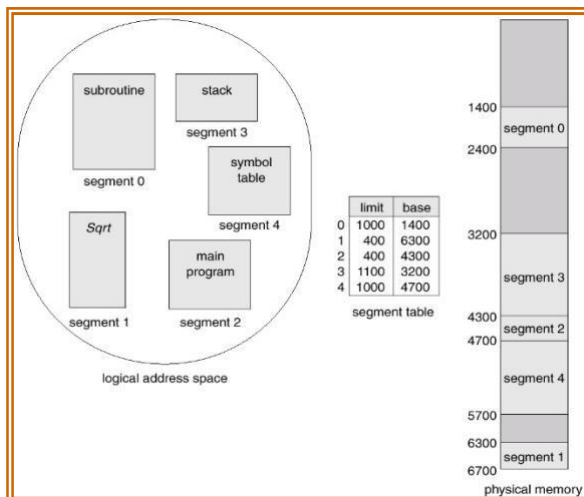 subroutine
segment 0
stack
segment 3
symbol
table
segment 4
Sqrt
segment 1
main
program
segment 2
logical address space
limit base
0 1000 1400
1 400 6300
2 400 4300
3 1100 3200
4 1000 4700
segment table
1400
segment 0
2400
3200
segment 3
4300
segment 2
4700
segment 4
5700
6300
segment 1
6700
physical memory